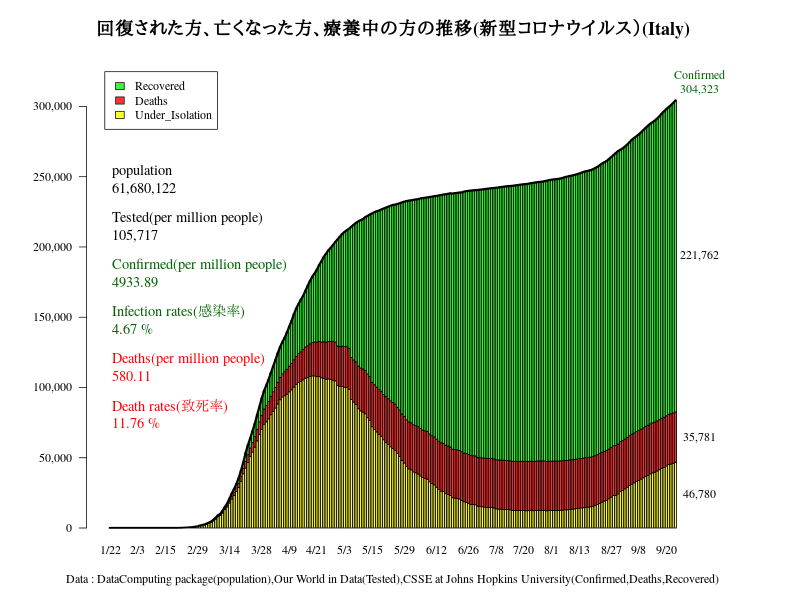 回復された方、亡くなった方、療養中の方の推移(新型コロナウイルス）(Italy)
Confirmed
304,323
Recovered
Deaths
Under_Isolation
300,000
250,000
200,000
150,000
100,000
50,000
0
population
61,680,122
Tested(per million people)
105,717
Confirmed(per million people)
4933.89
Infection rates(感染率)
4.67 %
Deaths(per million people)
580.11
Death rates(致死率)
11.76 %
221,762
35,781
46,780
1/22 2/3 2/15 2/29 3/14 3/28 4/9 4/21 5/3 5/15 5/29 6/12 6/26 7/8 7/20 8/1 8/13 8/27 9/8 9/20
Data : DataComputing package(population),Our World in Data(Tested),CSSE at Johns Hopkins University(Confirmed,Deaths,Recovered)